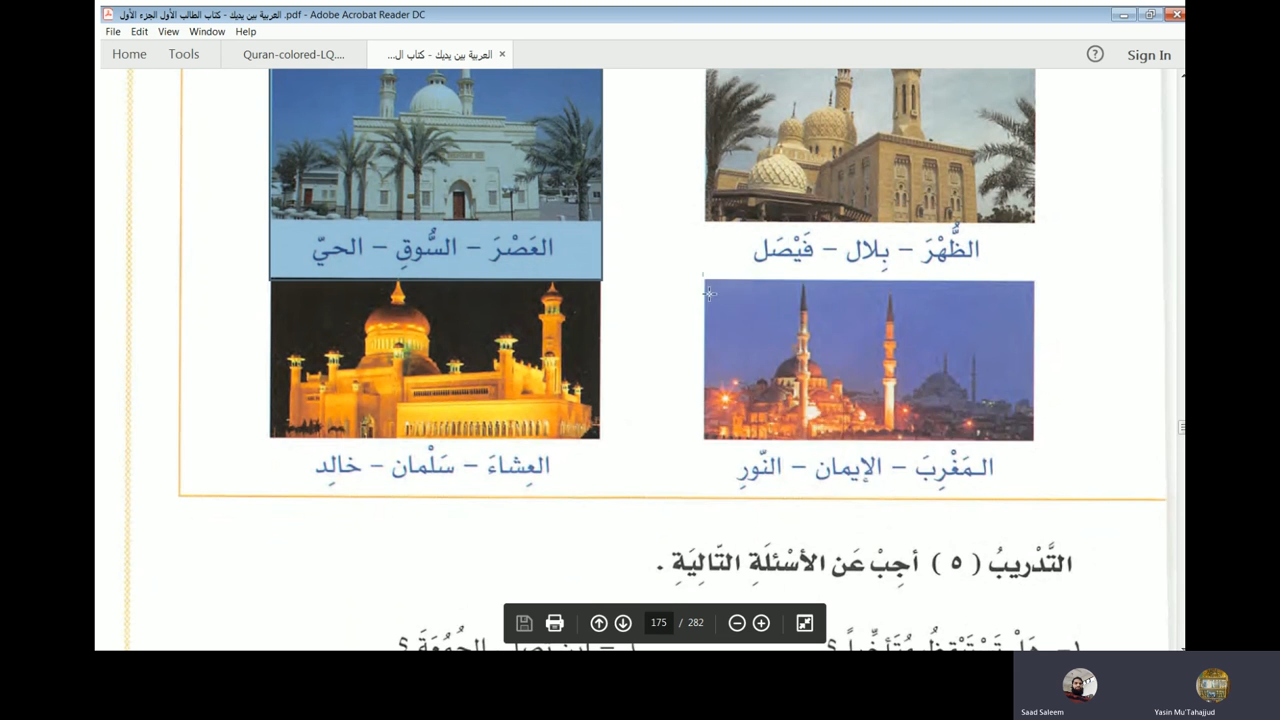 العربية بين يديك - كتاب الطالب الأول الجزء الأول .pdf - Adobe Acrobat Reader DC
File Edit View Window Help
Home Tools Quran-colored-LQ.... العربية بين يديك - كتاب ال... × ? Sign In
الظُّهْرَ – بِلال – فَيْصَل
العَصْرَ – السُّوقِ – الحيّ
المَغْرِبَ – الإيمان – النّورِ
العِشاءَ – سَلْمان – خالِد
التَّدْريبُ ( ٥ ) أجِبْ عَن الأسْئلَةِ التّالِيَةِ .
175 / 282
Saad Saleem
Yasin Mu'Tahajjud